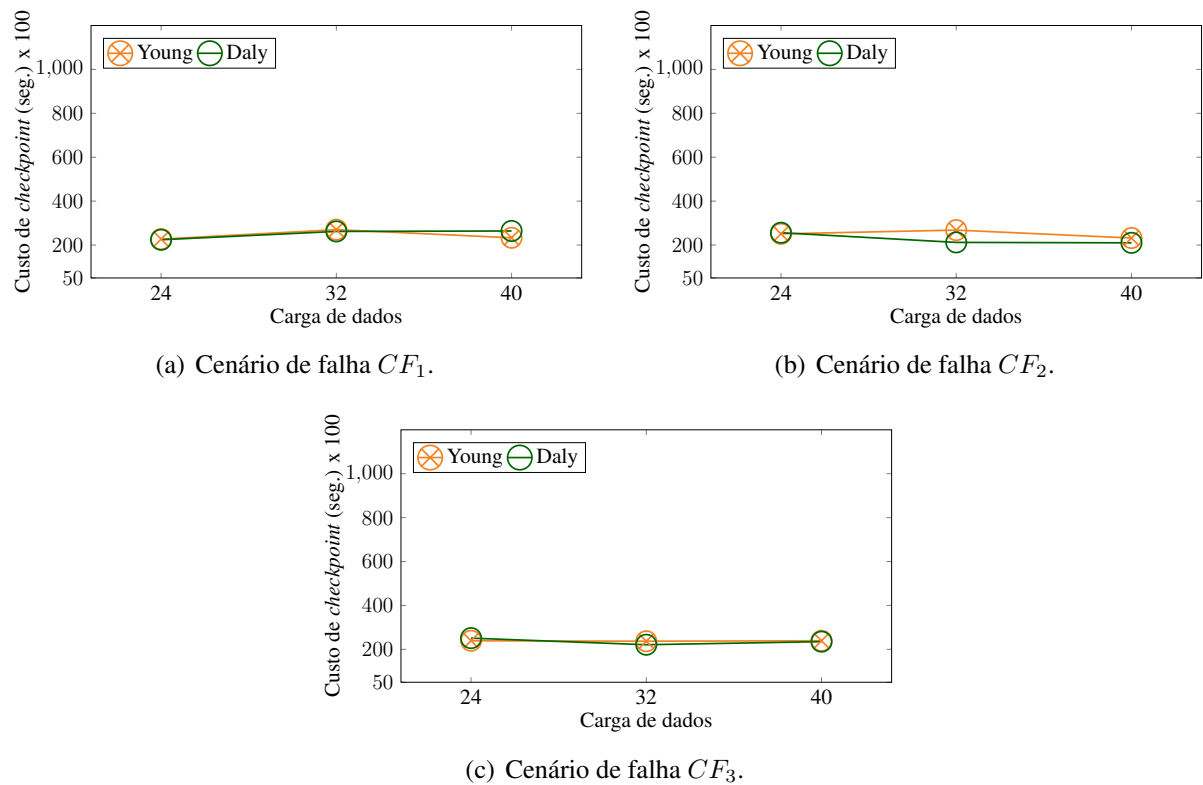 Custo de checkpoint (seg.) x 100
Young Daly
1,000
800
600
400
200
50
24 32 40
Carga de dados
(a) Cenário de falha CF₁.
Custo de checkpoint (seg.) x 100
Young Daly
1,000
800
600
400
200
50
24 32 40
Carga de dados
(b) Cenário de falha CF₂.
Custo de checkpoint (seg.) x 100
Young Daly
1,000
800
600
400
200
50
24 32 40
Carga de dados
(c) Cenário de falha CF₃.